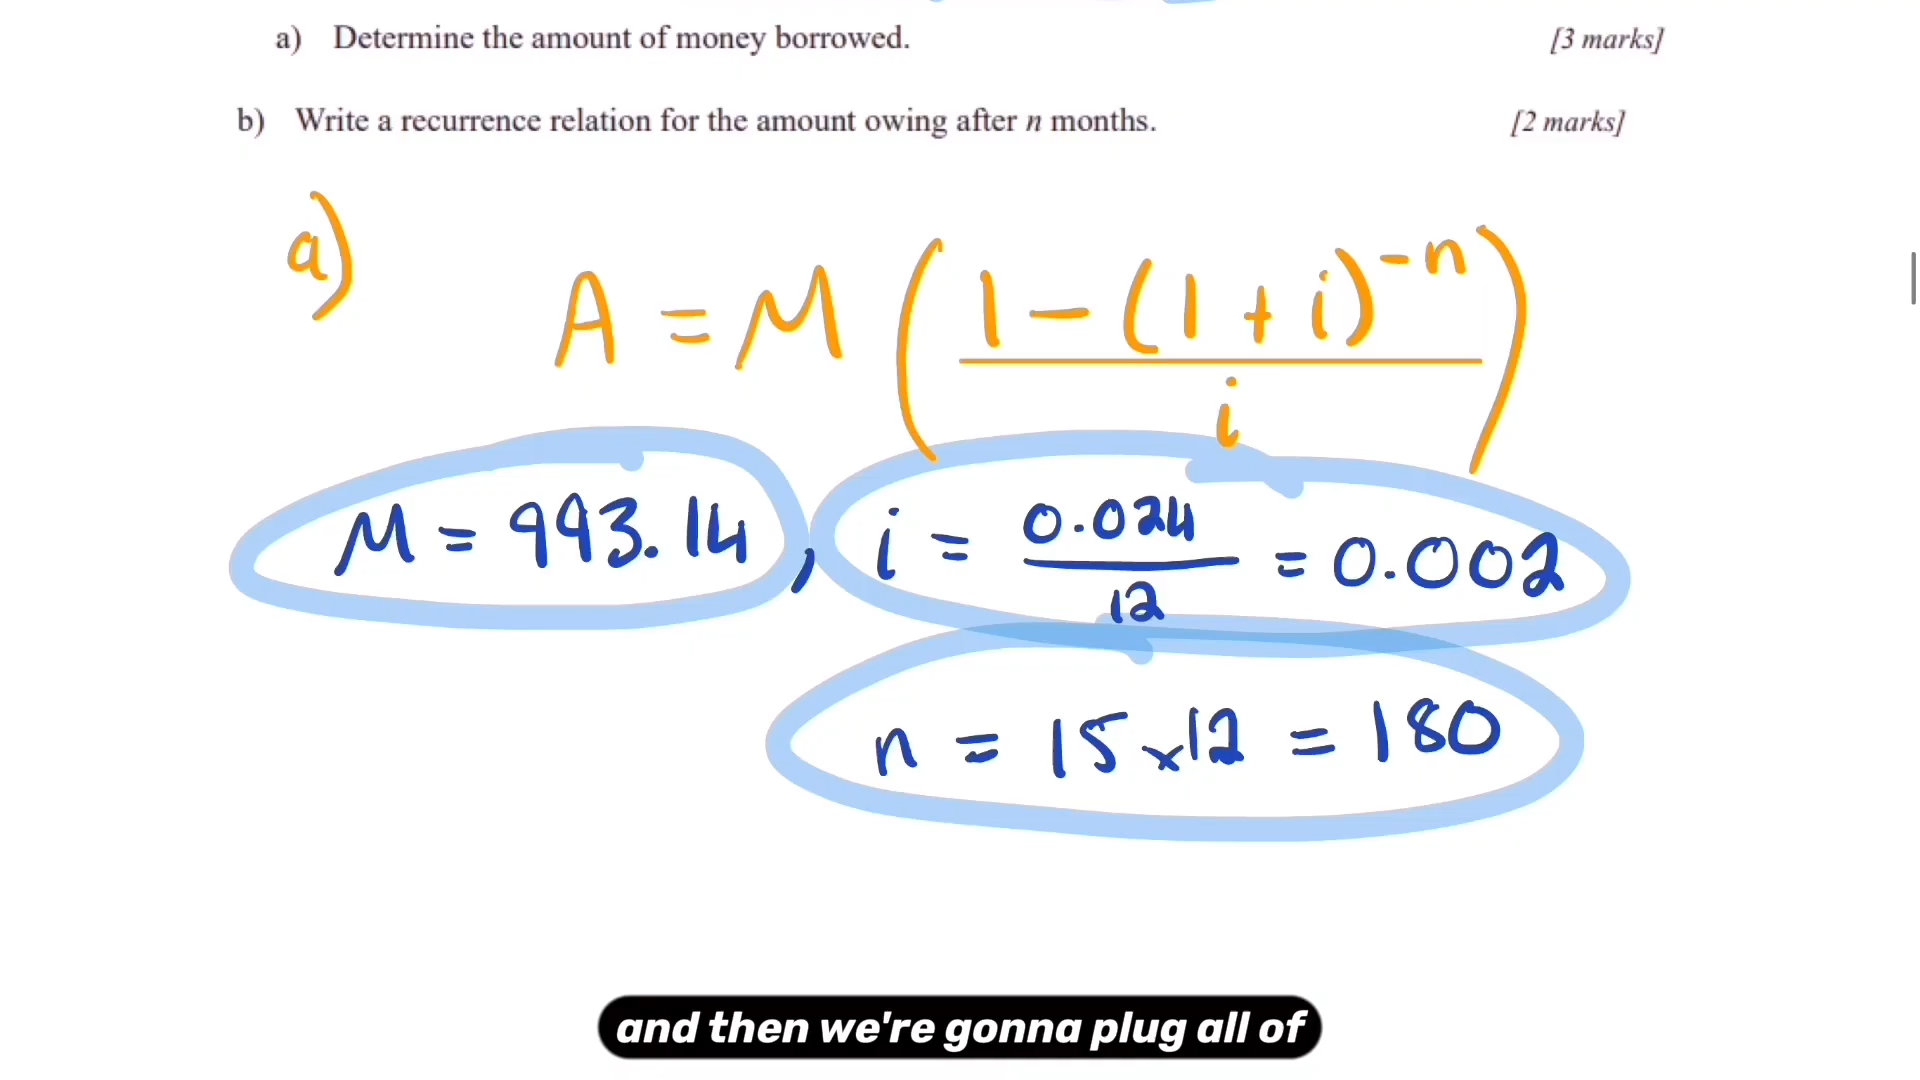 a) Determine the amount of money borrowed. [3 marks]
b) Write a recurrence relation for the amount owing after n months. [2 marks]
a)
A = M ( 1 - (1 + i)^-n / i )
M = 993.14 , i = 0.024 / 12 = 0.002
n = 15 x 12 = 180
and then we're gonna plug all of